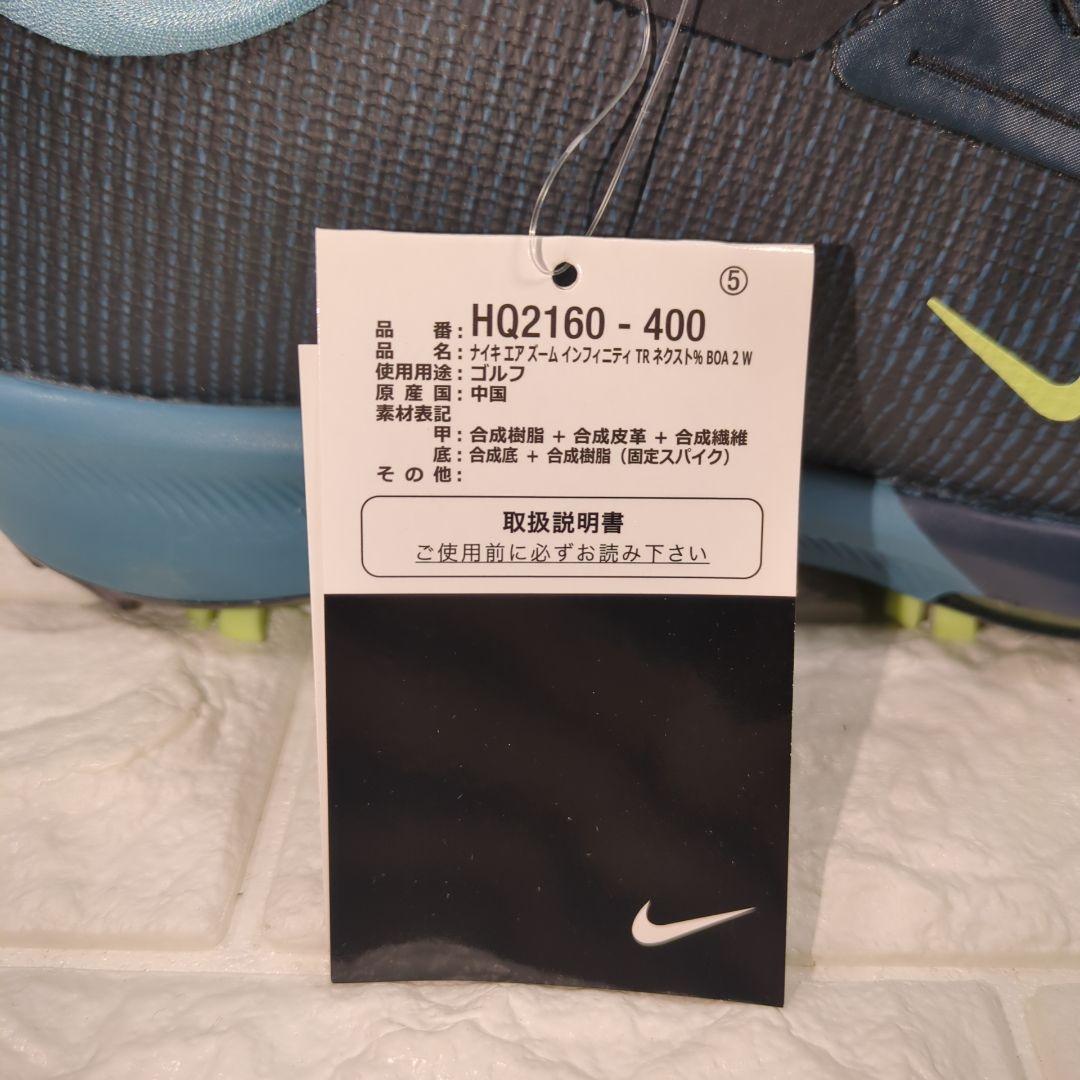 ⑤
品番：HQ2160 - 400
品名：ナイキ エア ズーム インフィニティ TR ネクスト% BOA 2 W
使用用途：ゴルフ
原産国：中国
素材表記
甲：合成樹脂 + 合成皮革 + 合成繊維
底：合成底 + 合成樹脂（固定スパイク）
その他：
取扱説明書
ご使用前に必ずお読み下さい